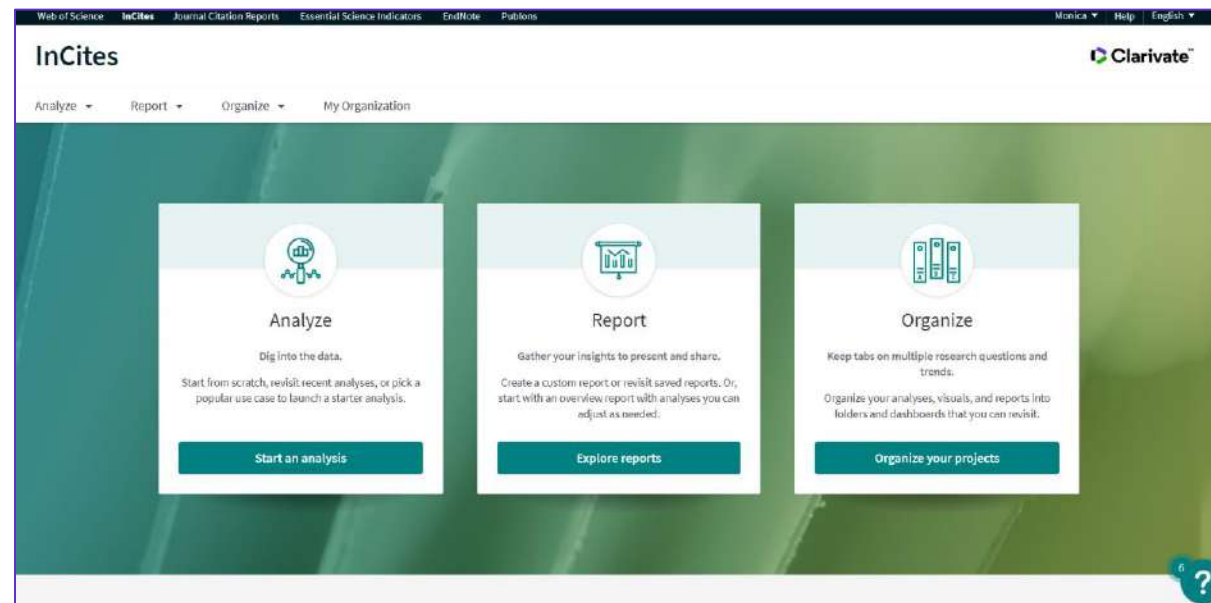 Web of Science InCites Journal Citation Reports Essential Science Indicators EndNote Publons Monica Help English
InCites
Clarivate™
Analyze Report Organize My Organization
Analyze
Dig into the data.
Start from scratch, revisit recent analyses, or pick a
popular use case to launch a starter analysis.
Start an analysis
Report
Gather your insights to present and share.
Create a custom report or revisit saved reports. Or,
start with an overview report with analyses you can
adjust as needed.
Explore reports
Organize
Keep tabs on multiple research questions and
trends.
Organize your analyses, visuals, and reports into
folders and dashboards that you can revisit.
Organize your projects
6
?